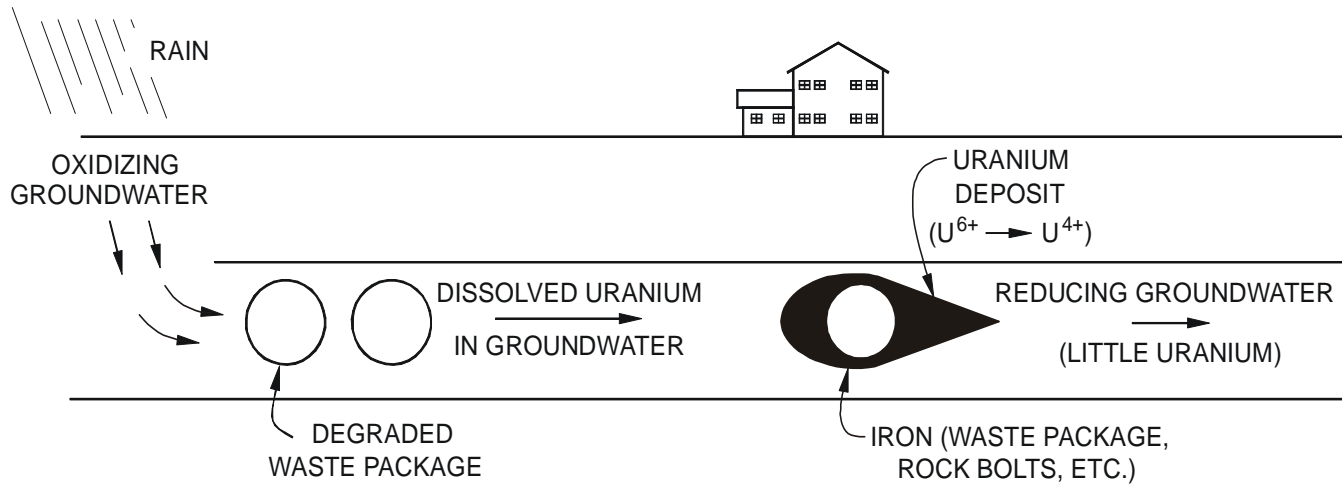 RAIN
OXIDIZING
GROUNDWATER
URANIUM
DEPOSIT
(U⁶⁺ → U⁴⁺)
DISSOLVED URANIUM
IN GROUNDWATER
REDUCING GROUNDWATER
(LITTLE URANIUM)
DEGRADED
WASTE PACKAGE
IRON (WASTE PACKAGE,
ROCK BOLTS, ETC.)